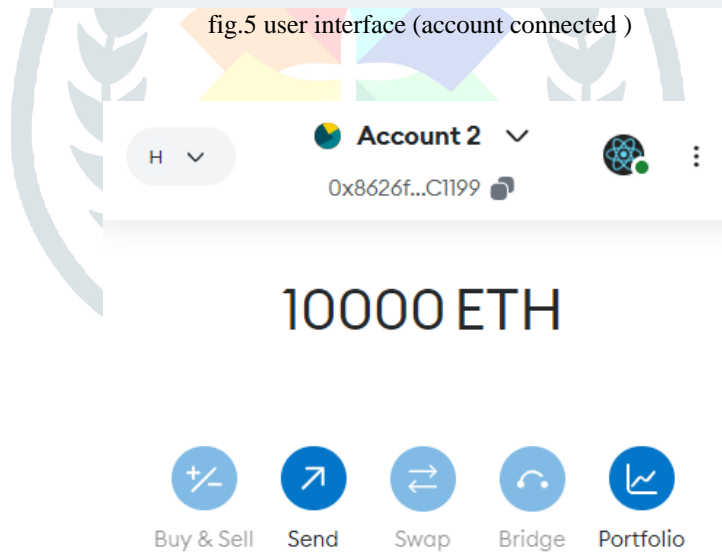 fig.5 user interface (account connected )
H
Account 2
0x8626f...C1199
10000 ETH
Buy & Sell Send Swap Bridge Portfolio